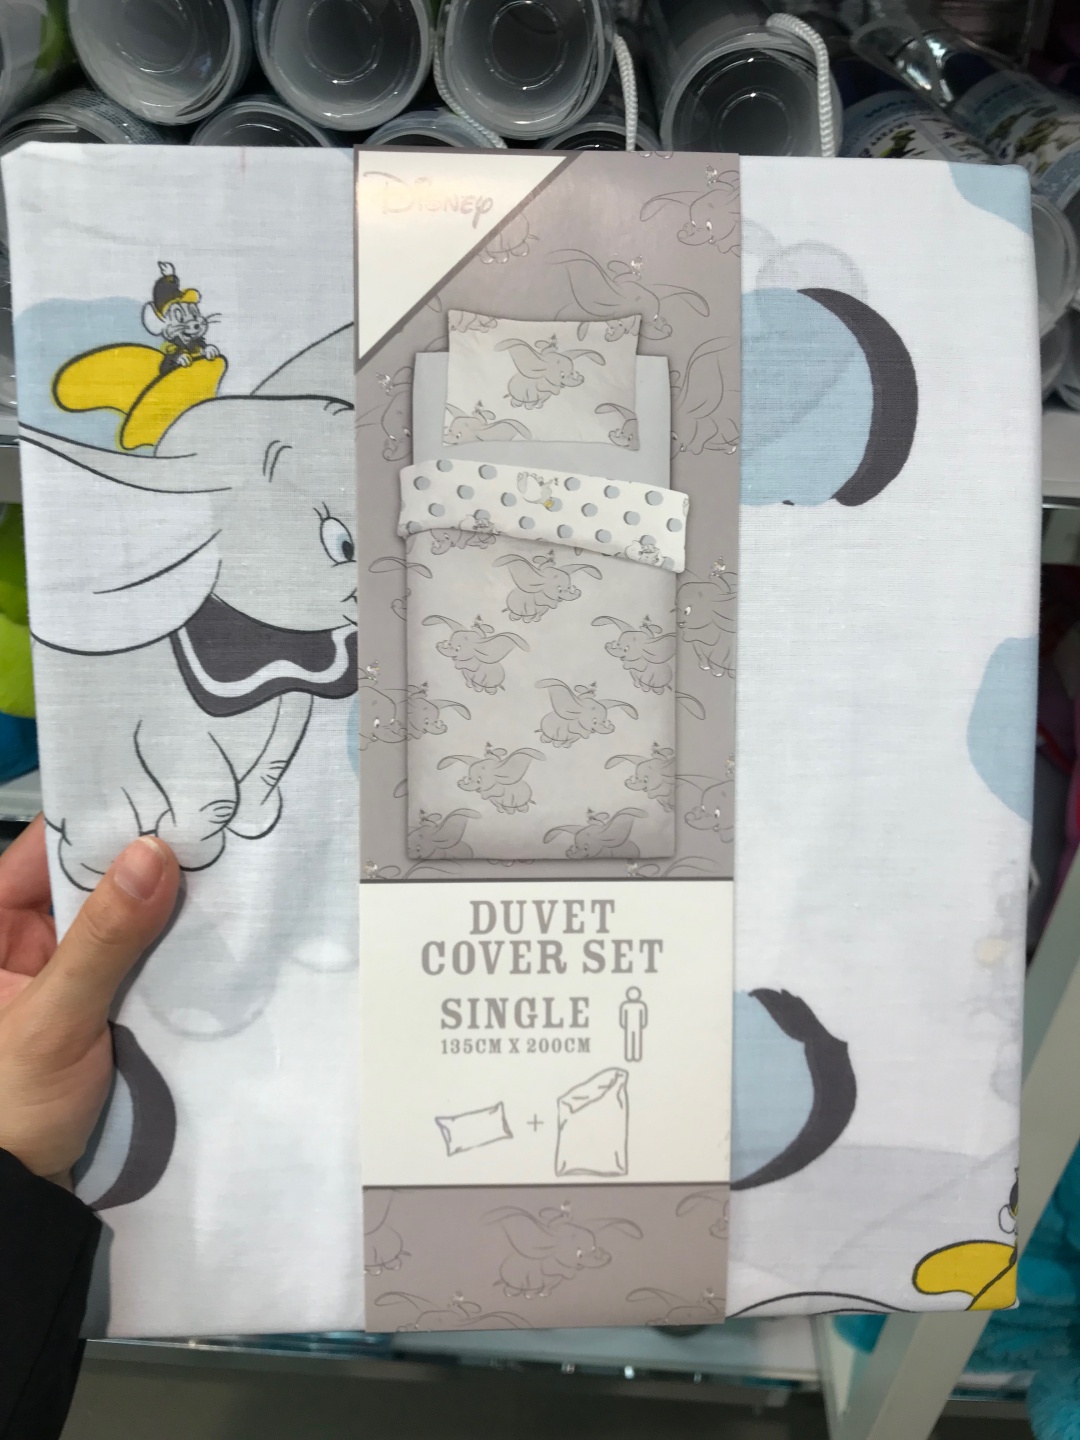 Disney
DUVET
COVER SET
SINGLE
135CM X 200CM
+